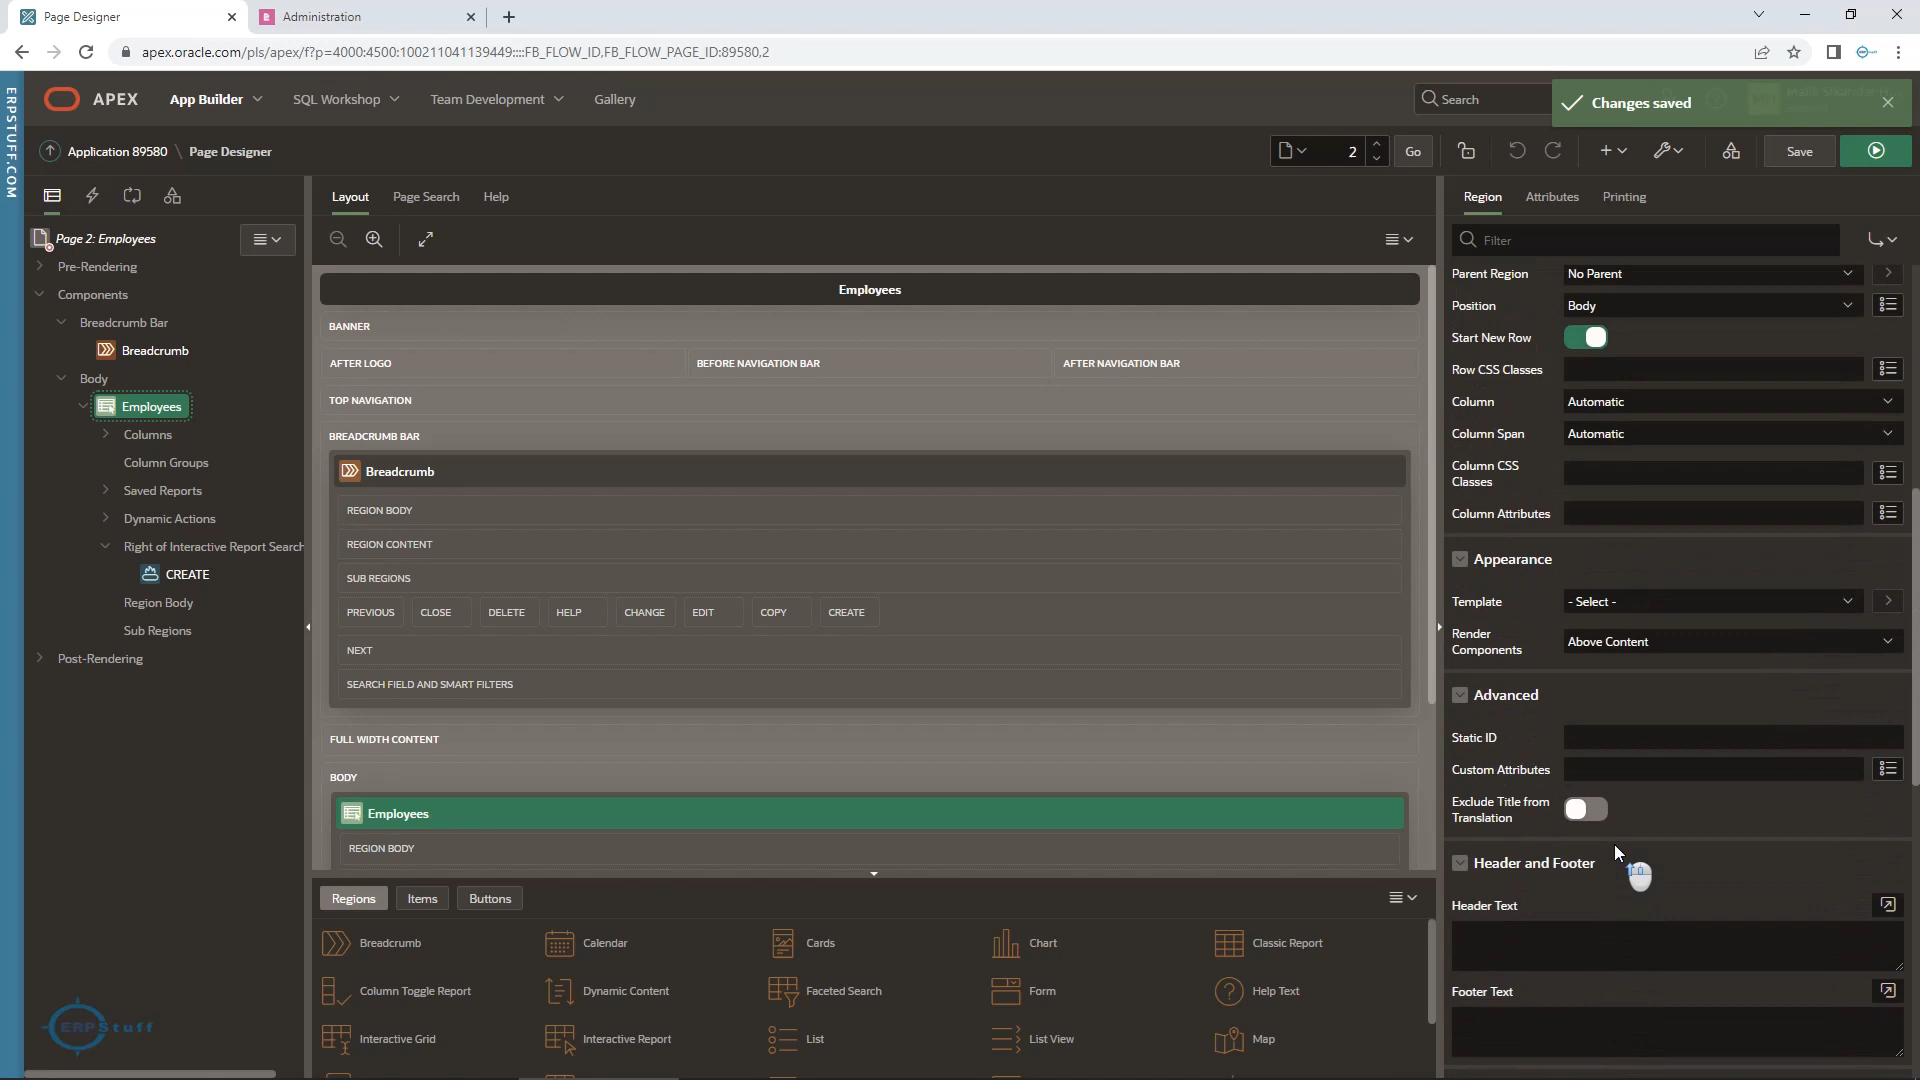 Page Designer
Administration
apex.oracle.com/pls/apex/f?p=4000:4500:100211041139449::::FB_FLOW_ID,FB_FLOW_PAGE_ID:89580,2
ERPSTUFF.COM
APEX
App Builder
SQL Workshop
Team Development
Gallery
Search
Changes saved
Application 89580 \ Page Designer
2
Go
Save
Layout
Page Search
Help
Region
Attributes
Printing
Page 2: Employees
Filter
Pre-Rendering
Components
Breadcrumb Bar
Breadcrumb
Body
Employees
Columns
Column Groups
Saved Reports
Dynamic Actions
Right of Interactive Report Search
CREATE
Region Body
Sub Regions
Post-Rendering
ERPStuff
Employees
BANNER
AFTER LOGO
BEFORE NAVIGATION BAR
AFTER NAVIGATION BAR
TOP NAVIGATION
BREADCRUMB BAR
Breadcrumb
REGION BODY
REGION CONTENT
SUB REGIONS
PREVIOUS
CLOSE
DELETE
HELP
CHANGE
EDIT
COPY
CREATE
NEXT
SEARCH FIELD AND SMART FILTERS
FULL WIDTH CONTENT
BODY
Employees
REGION BODY
Regions
Items
Buttons
Breadcrumb
Calendar
Cards
Chart
Classic Report
Column Toggle Report
Dynamic Content
Faceted Search
Form
Help Text
Interactive Grid
Interactive Report
List
List View
Map
Parent Region
No Parent
Position
Body
Start New Row
Row CSS Classes
Column
Automatic
Column Span
Automatic
Column CSS
Classes
Column Attributes
Appearance
Template
- Select -
Render
Components
Above Content
Advanced
Static ID
Custom Attributes
Exclude Title from
Translation
Header and Footer
Header Text
Footer Text